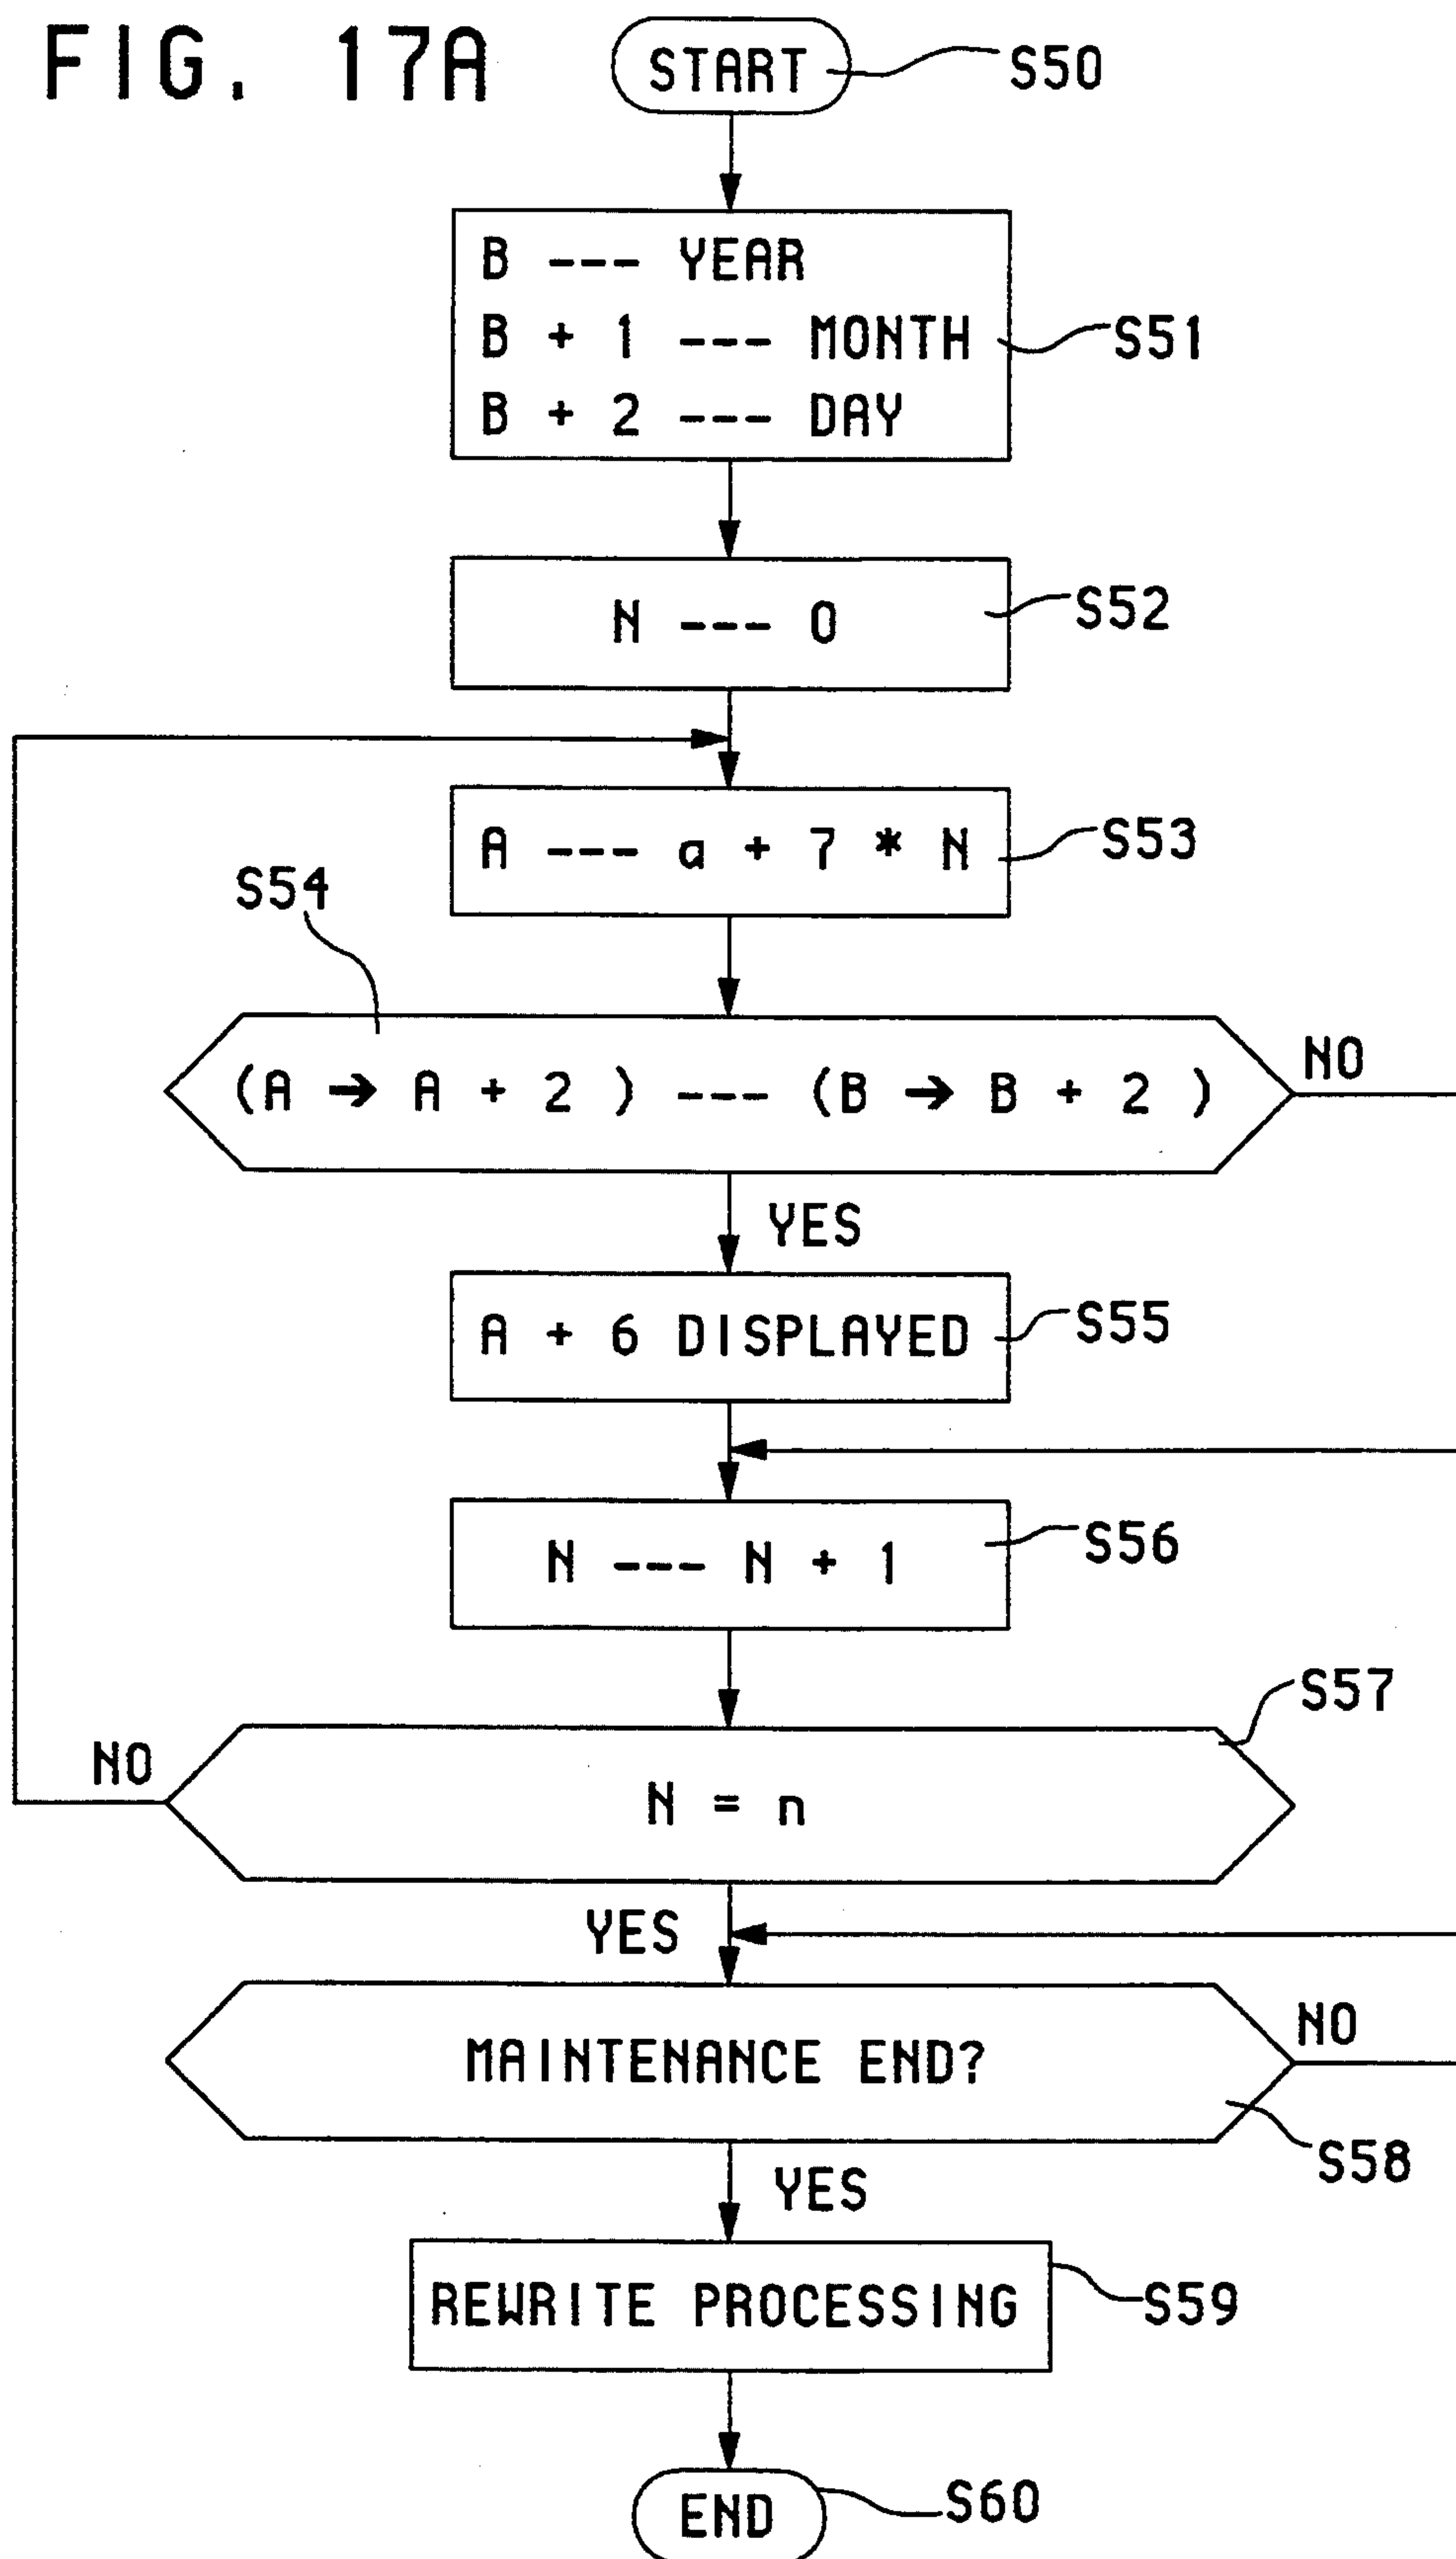 FIG. 17A
START
S50
B --- YEAR
B + 1 --- MONTH
B + 2 --- DAY
S51
N --- 0
S52
A --- a + 7 * N
S53
S54
(A → A + 2 ) --- (B → B + 2 )
NO
YES
A + 6 DISPLAYED
S55
N --- N + 1
S56
S57
NO
N = n
YES
MAINTENANCE END?
NO
S58
YES
REWRITE PROCESSING
S59
END
S60